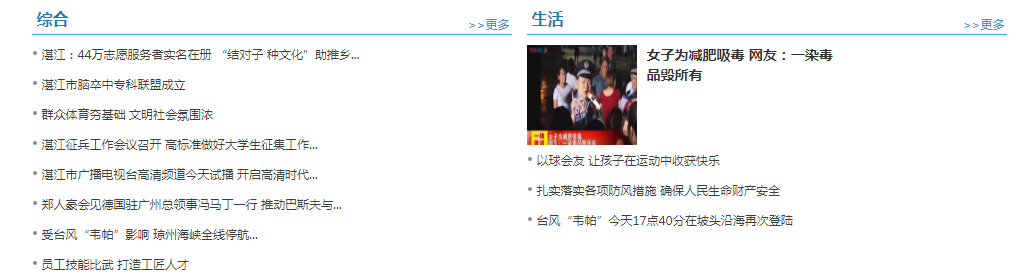 综合
>>更多
湛江：44万志愿服务者实名在册 “结对子 种文化”助推乡...
湛江市脑卒中专科联盟成立
群众体育夯基础 文明社会氛围浓
湛江征兵工作会议召开 高标准做好大学生征集工作...
湛江市广播电视台高清频道今天试播 开启高清时代...
郑人豪会见德国驻广州总领事冯马丁一行 推动巴斯夫与...
受台风“韦帕”影响 琼州海峡全线停航...
员工技能比武 打造工匠人才
生活
>>更多
女子为减肥吸毒 网友：一染毒
品毁所有
女子为减肥吸毒
以球会友 让孩子在运动中收获快乐
扎实落实各项防风措施 确保人民生命财产安全
台风“韦帕”今天17点40分在坡头沿海再次登陆